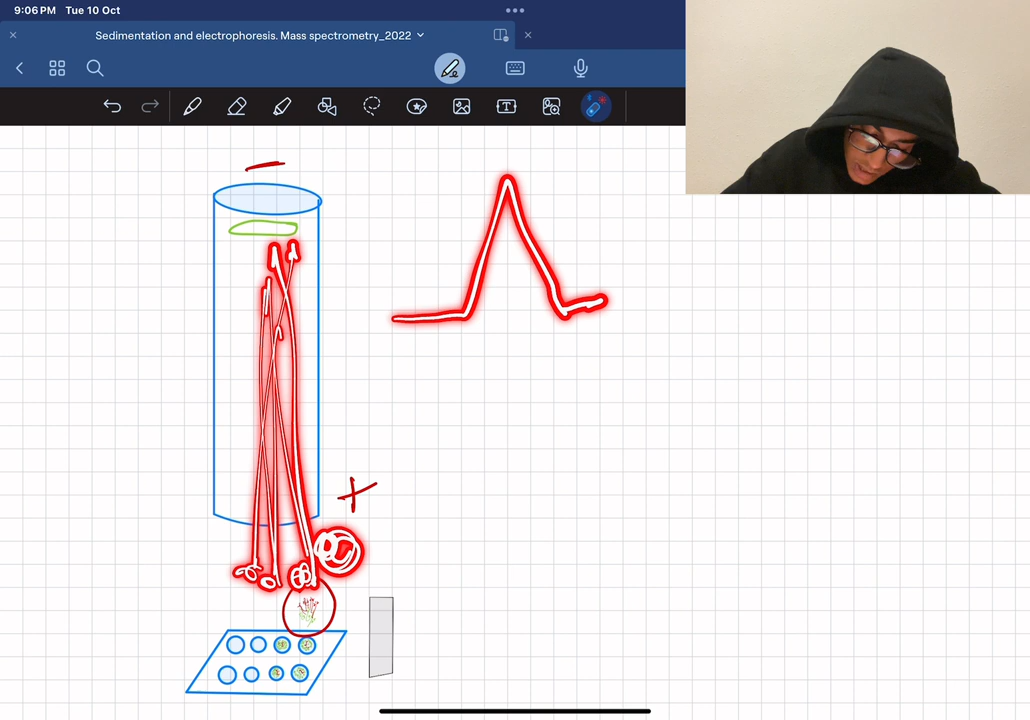 9:06 PM Tue 10 Oct
Sedimentation and electrophoresis. Mass spectrometry_2022
T
−
+